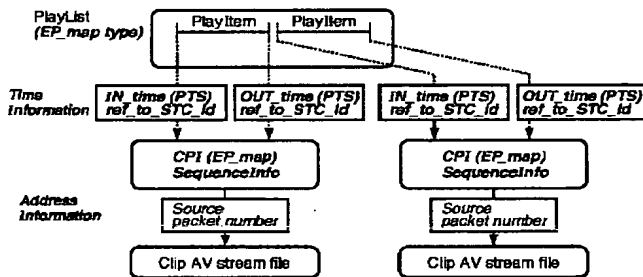 PlayList
(EP_map type)
PlayItem
PlayItem
Time
Information
IN_time (PTS)
ref_to_STC_id
OUT_time (PTS)
ref_to_STC_id
IN_time (PTS)
ref_to_STC_id
OUT_time (PTS)
ref_to_STC_id
CPI (EP_map)
SequenceInfo
CPI (EP_map)
SequenceInfo
Address
Information
Source
packet number
Source
packet number
Clip AV stream file
Clip AV stream file